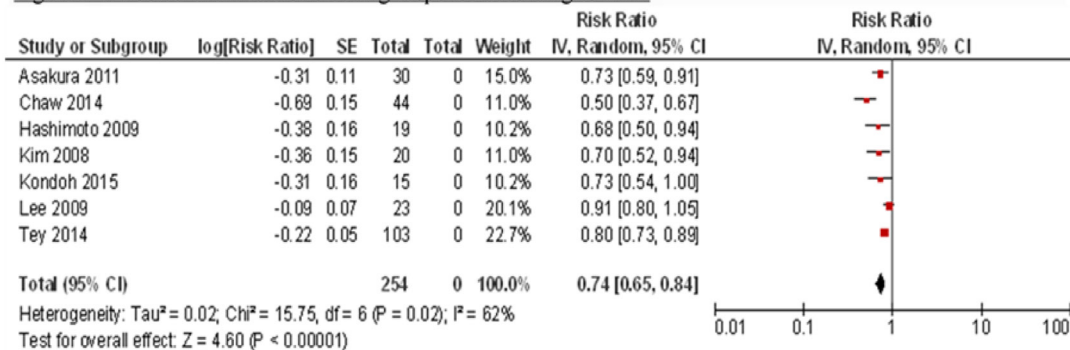 Risk Ratio Risk Ratio
Study or Subgroup log[Risk Ratio] SE Total Total Weight IV, Random, 95% CI IV, Random, 95% CI
Asakura 2011 -0.31 0.11 30 0 15.0% 0.73 [0.59, 0.91]
Chaw 2014 -0.69 0.15 44 0 11.0% 0.50 [0.37, 0.67]
Hashimoto 2009 -0.38 0.16 19 0 10.2% 0.68 [0.50, 0.94]
Kim 2008 -0.36 0.15 20 0 11.0% 0.70 [0.52, 0.94]
Kondoh 2015 -0.31 0.16 15 0 10.2% 0.73 [0.54, 1.00]
Lee 2009 -0.09 0.07 23 0 20.1% 0.91 [0.80, 1.05]
Tey 2014 -0.22 0.05 103 0 22.7% 0.80 [0.73, 0.89]
Total (95% CI) 254 0 100.0% 0.74 [0.65, 0.84]
Heterogeneity: Tau² = 0.02; Chi² = 15.75, df = 6 (P = 0.02); I² = 62%
Test for overall effect: Z = 4.60 (P < 0.00001)
0.01 0.1 1 10 100